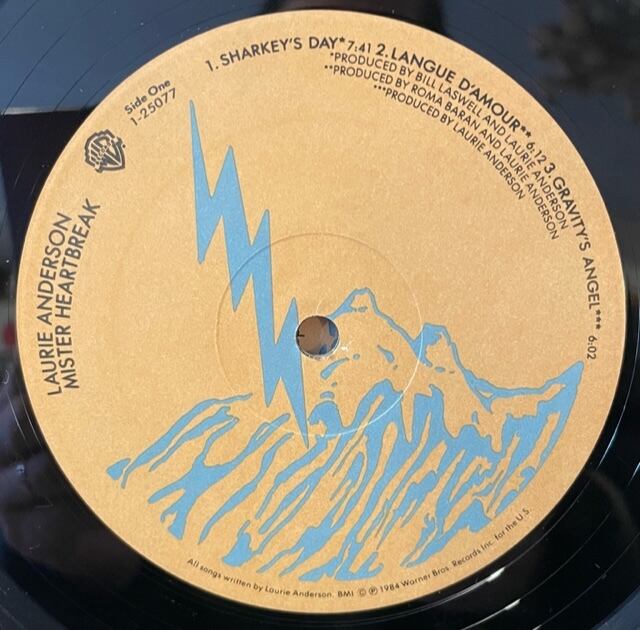 1. SHARKEY'S DAY* 7:41 2. LANGUE D'AMOUR** 6:12 3. GRAVITY'S ANGEL*** 6:02
*PRODUCED BY BILL LASWELL AND LAURIE ANDERSON
**PRODUCED BY ROMA BARAN AND LAURIE ANDERSON
***PRODUCED BY LAURIE ANDERSON
Side One
1-25077
WB
LAURIE ANDERSON
MISTER HEARTBREAK
All songs written by Laurie Anderson. BMI © ℗ 1984 Warner Bros. Records Inc. for the U.S.